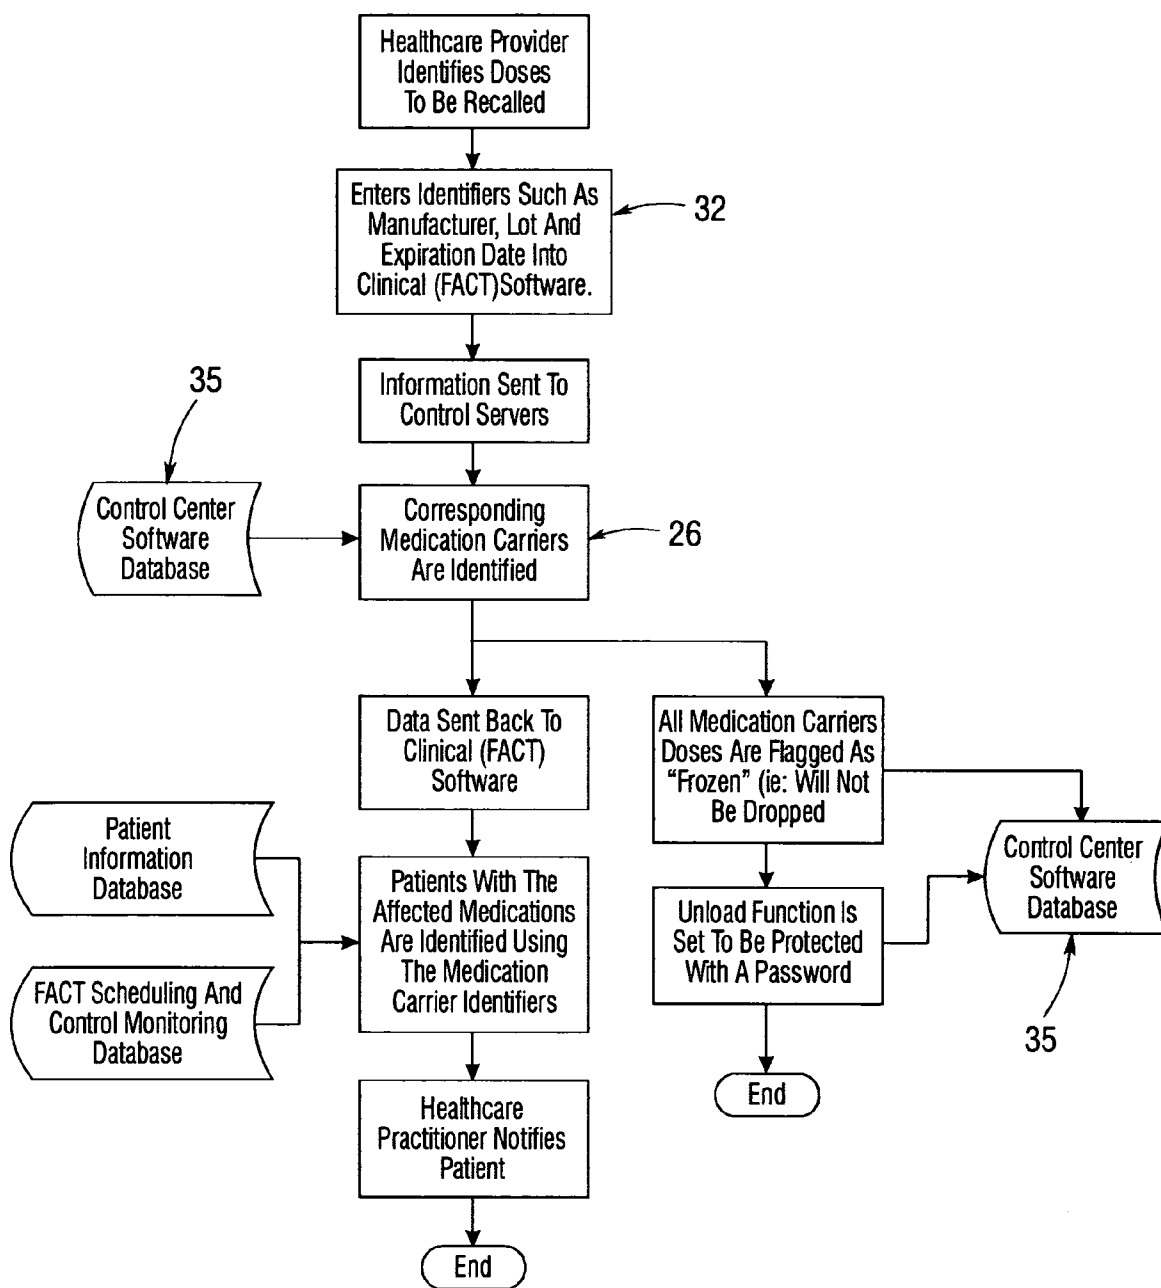 Healthcare Provider
Identifies Doses
To Be Recalled
Enters Identifiers Such As
Manufacturer, Lot And
Expiration Date Into
Clinical (FACT)Software.
32
Information Sent To
Control Servers
35
Control Center
Software
Database
Corresponding
Medication Carriers
Are Identified
26
Data Sent Back To
Clinical (FACT)
Software
All Medication Carriers
Doses Are Flagged As
“Frozen” (ie: Will Not
Be Dropped
Patient
Information
Database
FACT Scheduling And
Control Monitoring
Database
Patients With The
Affected Medications
Are Identified Using
The Medication
Carrier Identifiers
Unload Function Is
Set To Be Protected
With A Password
Control Center
Software
Database
35
End
Healthcare
Practitioner Notifies
Patient
End